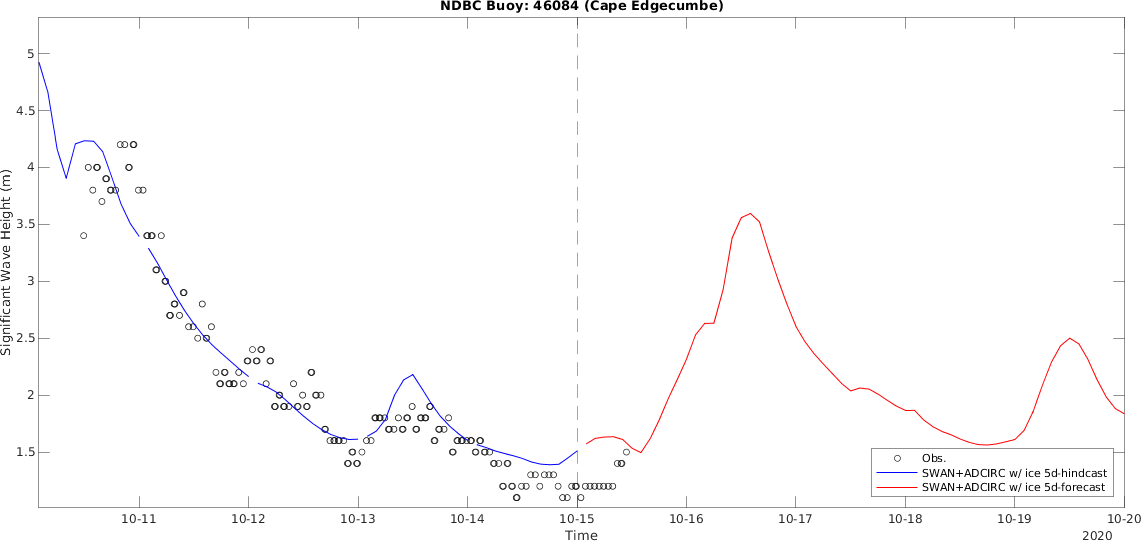 NDBC Buoy: 46084 (Cape Edgecumbe)
Significant Wave Height (m)
5
4.5
4
3.5
3
2.5
2
1.5
Obs.
SWAN+ADCIRC w/ ice 5d-hindcast
SWAN+ADCIRC w/ ice 5d-forecast
10-11 10-12 10-13 10-14 10-15 10-16 10-17 10-18 10-19 10-20
Time
2020